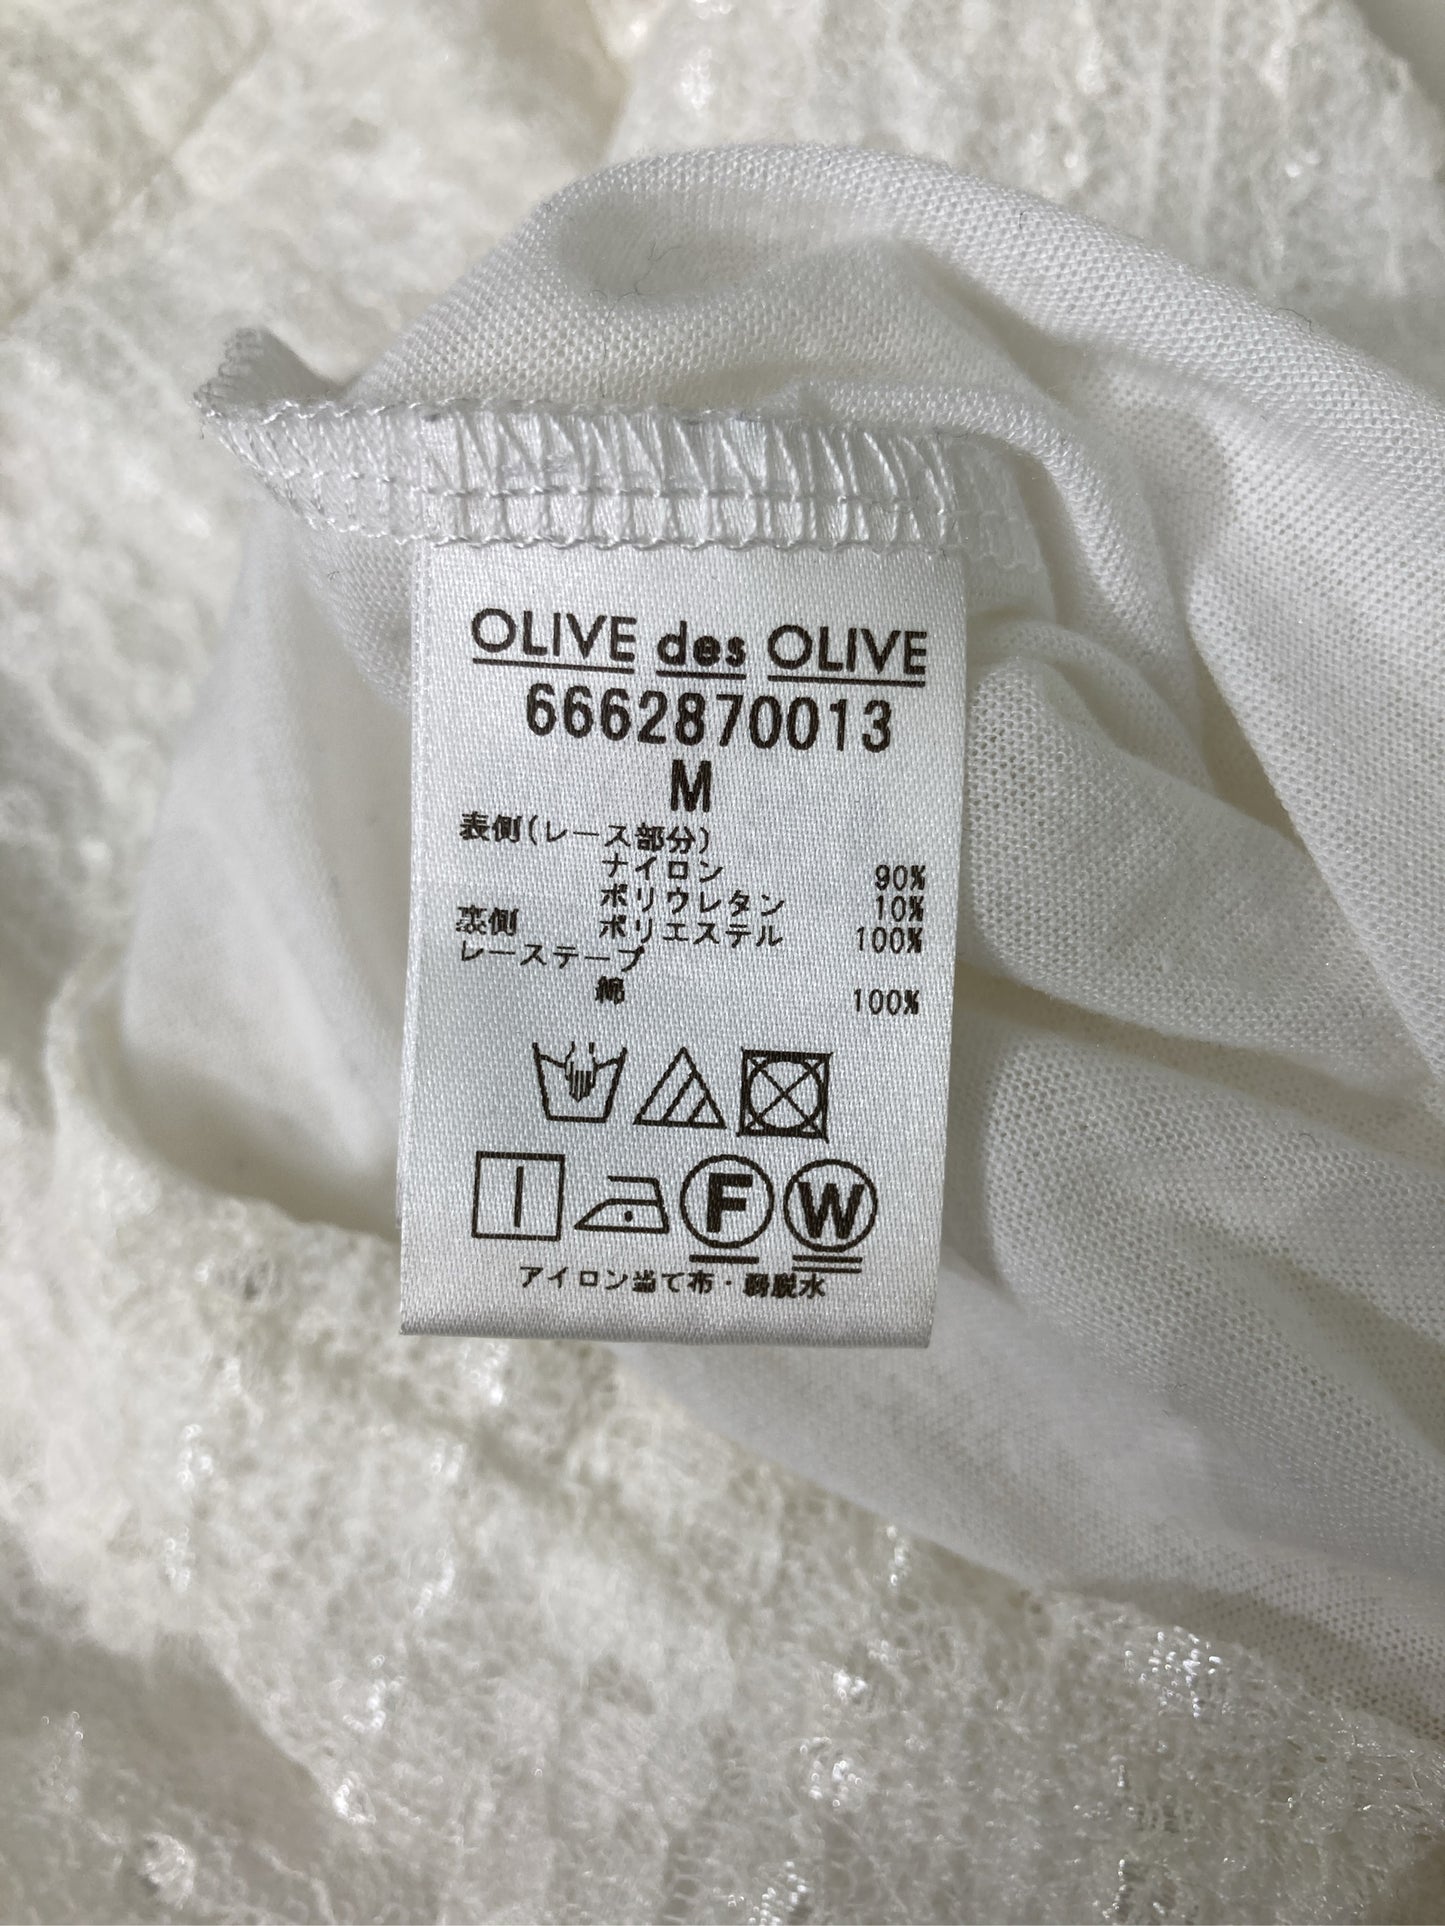 OLIVE des OLIVE
6662870013
M
表側(レース部分)
ナイロン 90%
ポリウレタン 10%
裏側 ポリエステル 100%
レーステープ
綿 100%
F W
アイロン当て布・弱脱水